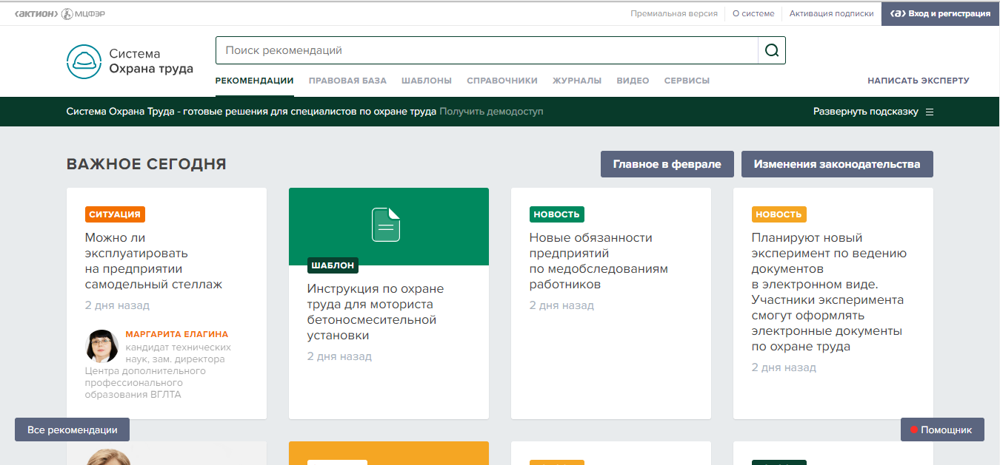 ⟨актион⟩ МЦФЭР
Премиальная версия
О системе
Активация подписки
⟨а⟩ Вход и регистрация
Система
Охрана труда
Поиск рекомендаций
РЕКОМЕНДАЦИИ ПРАВОВАЯ БАЗА ШАБЛОНЫ СПРАВОЧНИКИ ЖУРНАЛЫ ВИДЕО СЕРВИСЫ
НАПИСАТЬ ЭКСПЕРТУ
Система Охрана Труда - готовые решения для специалистов по охране труда Получить демодоступ
Развернуть подсказку
ВАЖНОЕ СЕГОДНЯ
Главное в феврале
Изменения законодательства
СИТУАЦИЯ
Можно ли
эксплуатировать
на предприятии
самодельный стеллаж
2 дня назад
МАРГАРИТА ЕЛАГИНА
кандидат технических
наук, зам. директора
Центра дополнительного
профессионального
образования ВГЛТА
ШАБЛОН
Инструкция по охране
труда для моториста
бетоносмесительной
установки
2 дня назад
НОВОСТЬ
Новые обязанности
предприятий
по медобследованиям
работников
2 дня назад
НОВОСТЬ
Планируют новый
эксперимент по ведению
документов
в электронном виде.
Участники эксперимента
смогут оформлять
электронные документы
по охране труда
2 дня назад
Все рекомендации
Помощник